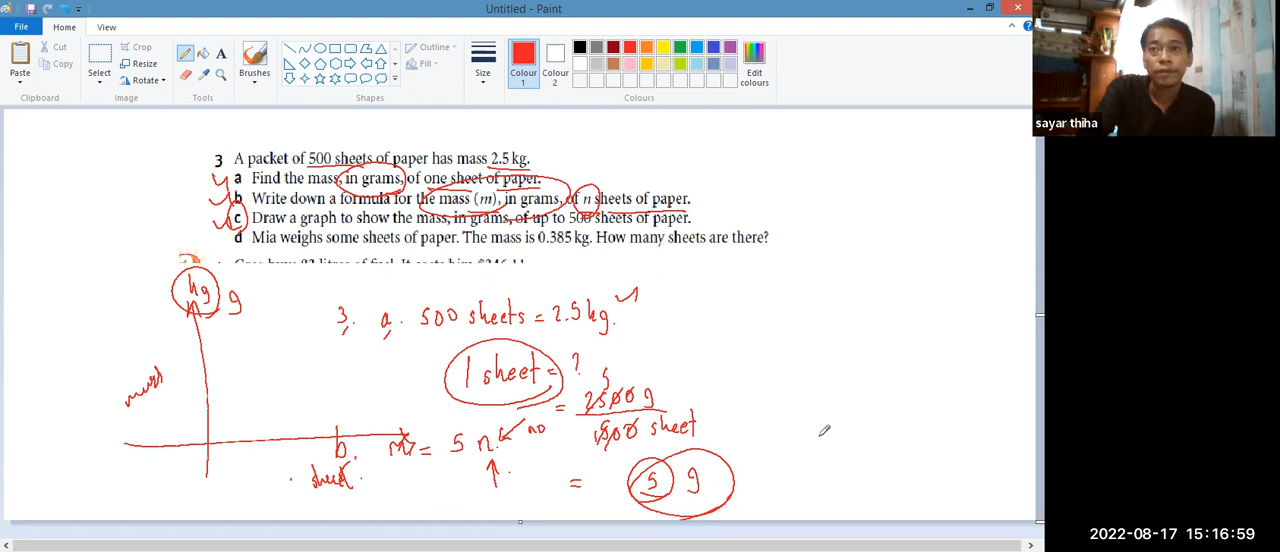 Untitled - Paint
File Home View
Paste
Cut
Copy
Clipboard
Select
Crop
Resize
Rotate
Image
Tools
Brushes
Shapes
Outline
Fill
Size
Colour 1
Colour 2
Edit colours
Colours
sayar thiha
3 A packet of 500 sheets of paper has mass 2.5 kg.
a Find the mass, in grams, of one sheet of paper.
b Write down a formula for the mass (m), in grams, of n sheets of paper.
c Draw a graph to show the mass, in grams, of up to 500 sheets of paper.
d Mia weighs some sheets of paper. The mass is 0.385 kg. How many sheets are there?
kg g
3. a. 500 sheets = 2.5 kg.
1 sheet = ?
5
= 2500 g
500 sheet
mass
b. m = 5 n. no
sheet
= 5 g
2022-08-17 15:16:59